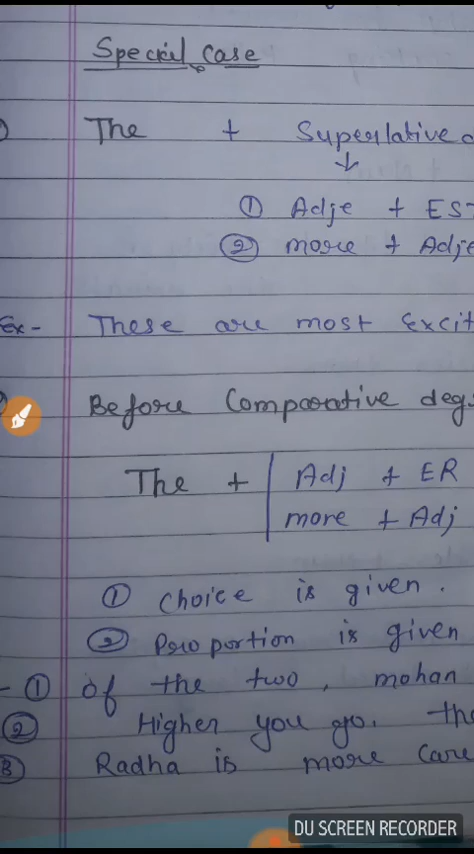 Special case
The + Superlative d
① Adje + EST
② more + Adje
Ex- These are most Excit
Before Comparative deg
The + Adj + ER
more + Adj
① Choice is given.
② Proportion is given
- ① Of the two, mohan
② Higher you go. the
3 Radha is more care
DU SCREEN RECORDER